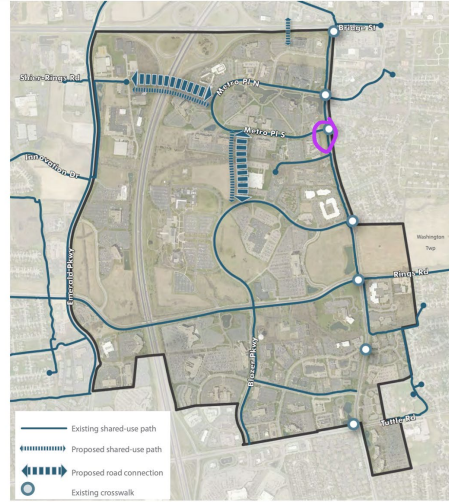 Bridge St
Shier-Rings Rd
Metro Pl N
Metro Pl S
Innovation Dr
Washington
Twp
Emerald Pkwy
Rings Rd
Blazer Pkwy
Tuttle Rd
Existing shared-use path
Proposed shared-use path
Proposed road connection
Existing crosswalk